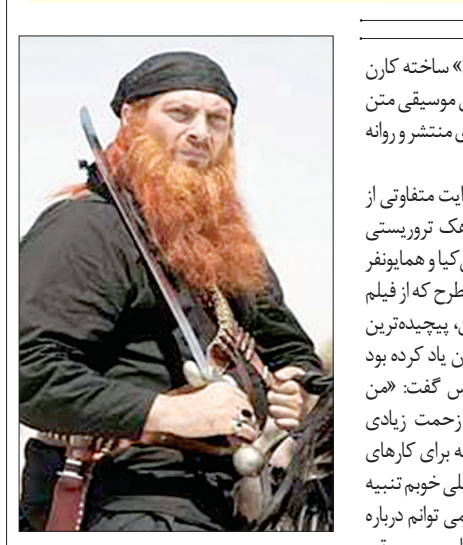 » ساخته کارن
موسیقی متن
منتشر و روانه
ایت متفاوتی از
هک تروریستی
کیا و همایونفر
طرح که از فیلم
، پیچیده‌ترین
ن یاد کرده بود
س گفت: «من
زحمت زیادی
ه برای کارهای
لی خوبم تنبیه
می توانم درباره